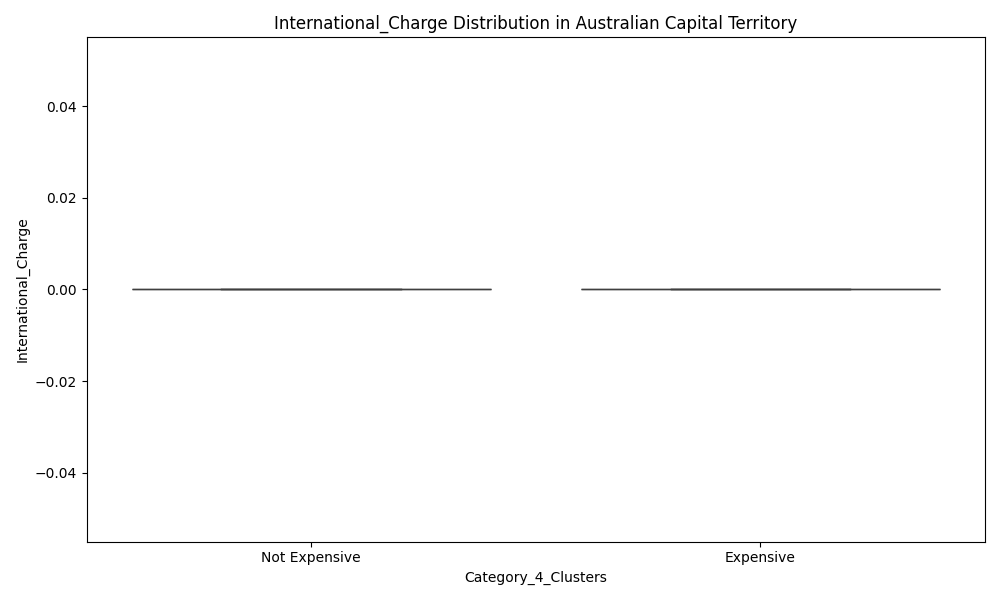 International_Charge Distribution in Australian Capital Territory
International_Charge
0.04
0.02
0.00
−0.02
−0.04
Not Expensive
Expensive
Category_4_Clusters